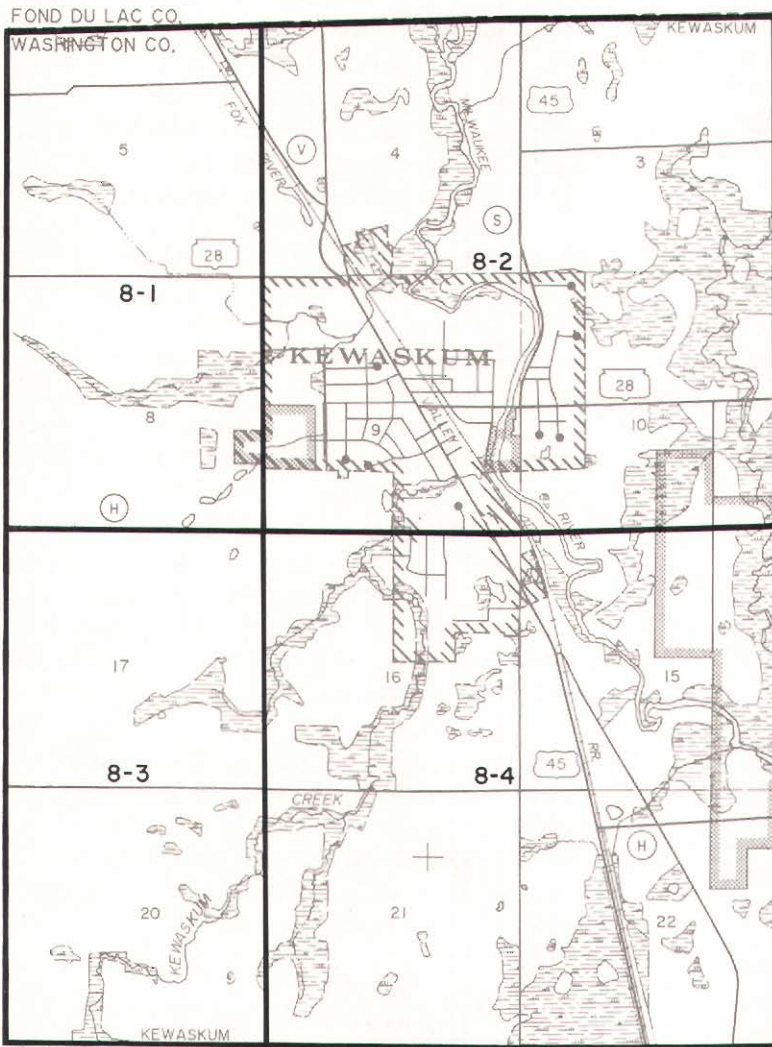 FOND DU LAC CO.
WASHINGTON CO.
KEWASKUM
45
FOX
MILWAUKEE
5
V
4
3
RIVER
S
28
8-1
8-2
KEWASKUM
28
8
9
VALLEY
10
H
RIVER
17
16
15
8-3
8-4
45
RR
CREEK
H
20
KEWASKUM
21
22
KEWASKUM